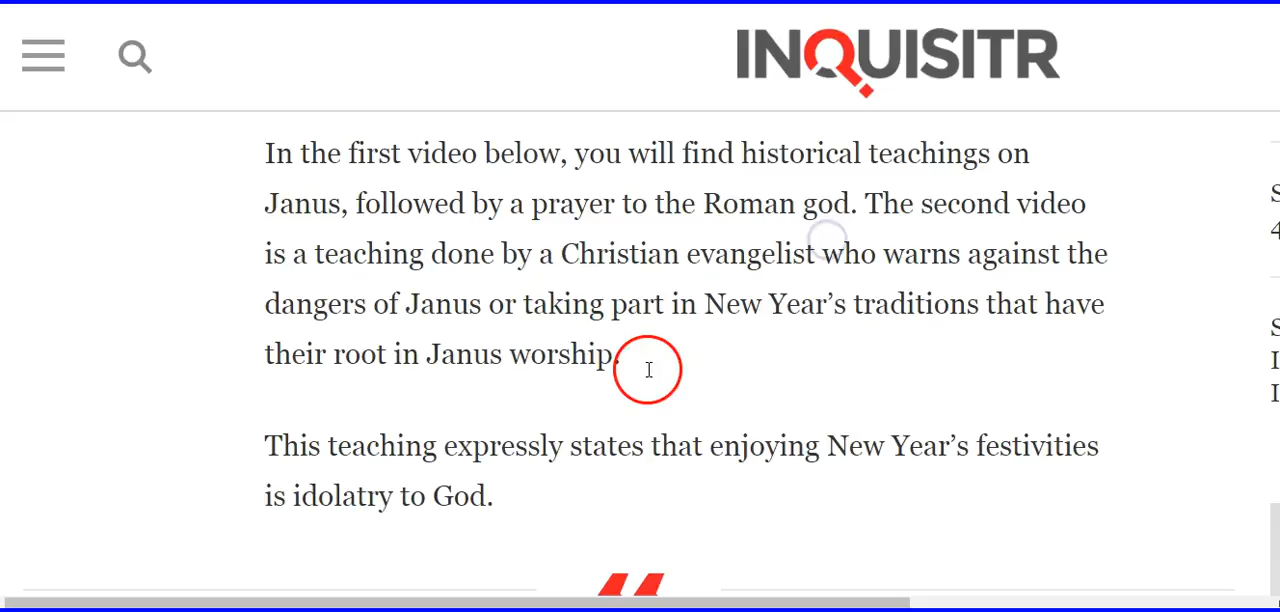 INQUISITR
In the first video below, you will find historical teachings on
Janus, followed by a prayer to the Roman god. The second video
is a teaching done by a Christian evangelist who warns against the
dangers of Janus or taking part in New Year’s traditions that have
their root in Janus worship.
This teaching expressly states that enjoying New Year’s festivities
is idolatry to God.
“